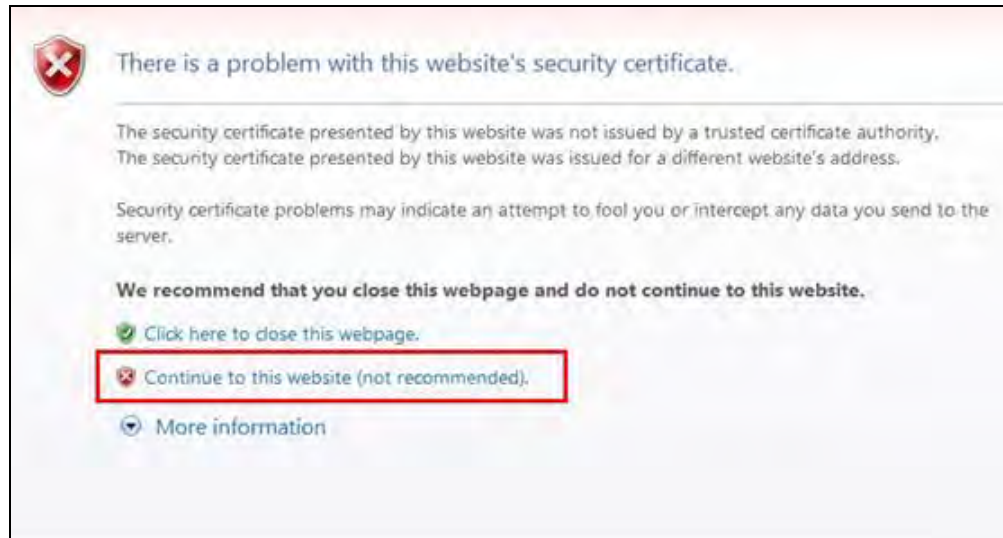 There is a problem with this website's security certificate.
The security certificate presented by this website was not issued by a trusted certificate authority.
The security certificate presented by this website was issued for a different website's address.
Security certificate problems may indicate an attempt to fool you or intercept any data you send to the
server.
We recommend that you close this webpage and do not continue to this website.
Click here to close this webpage.
Continue to this website (not recommended).
More information